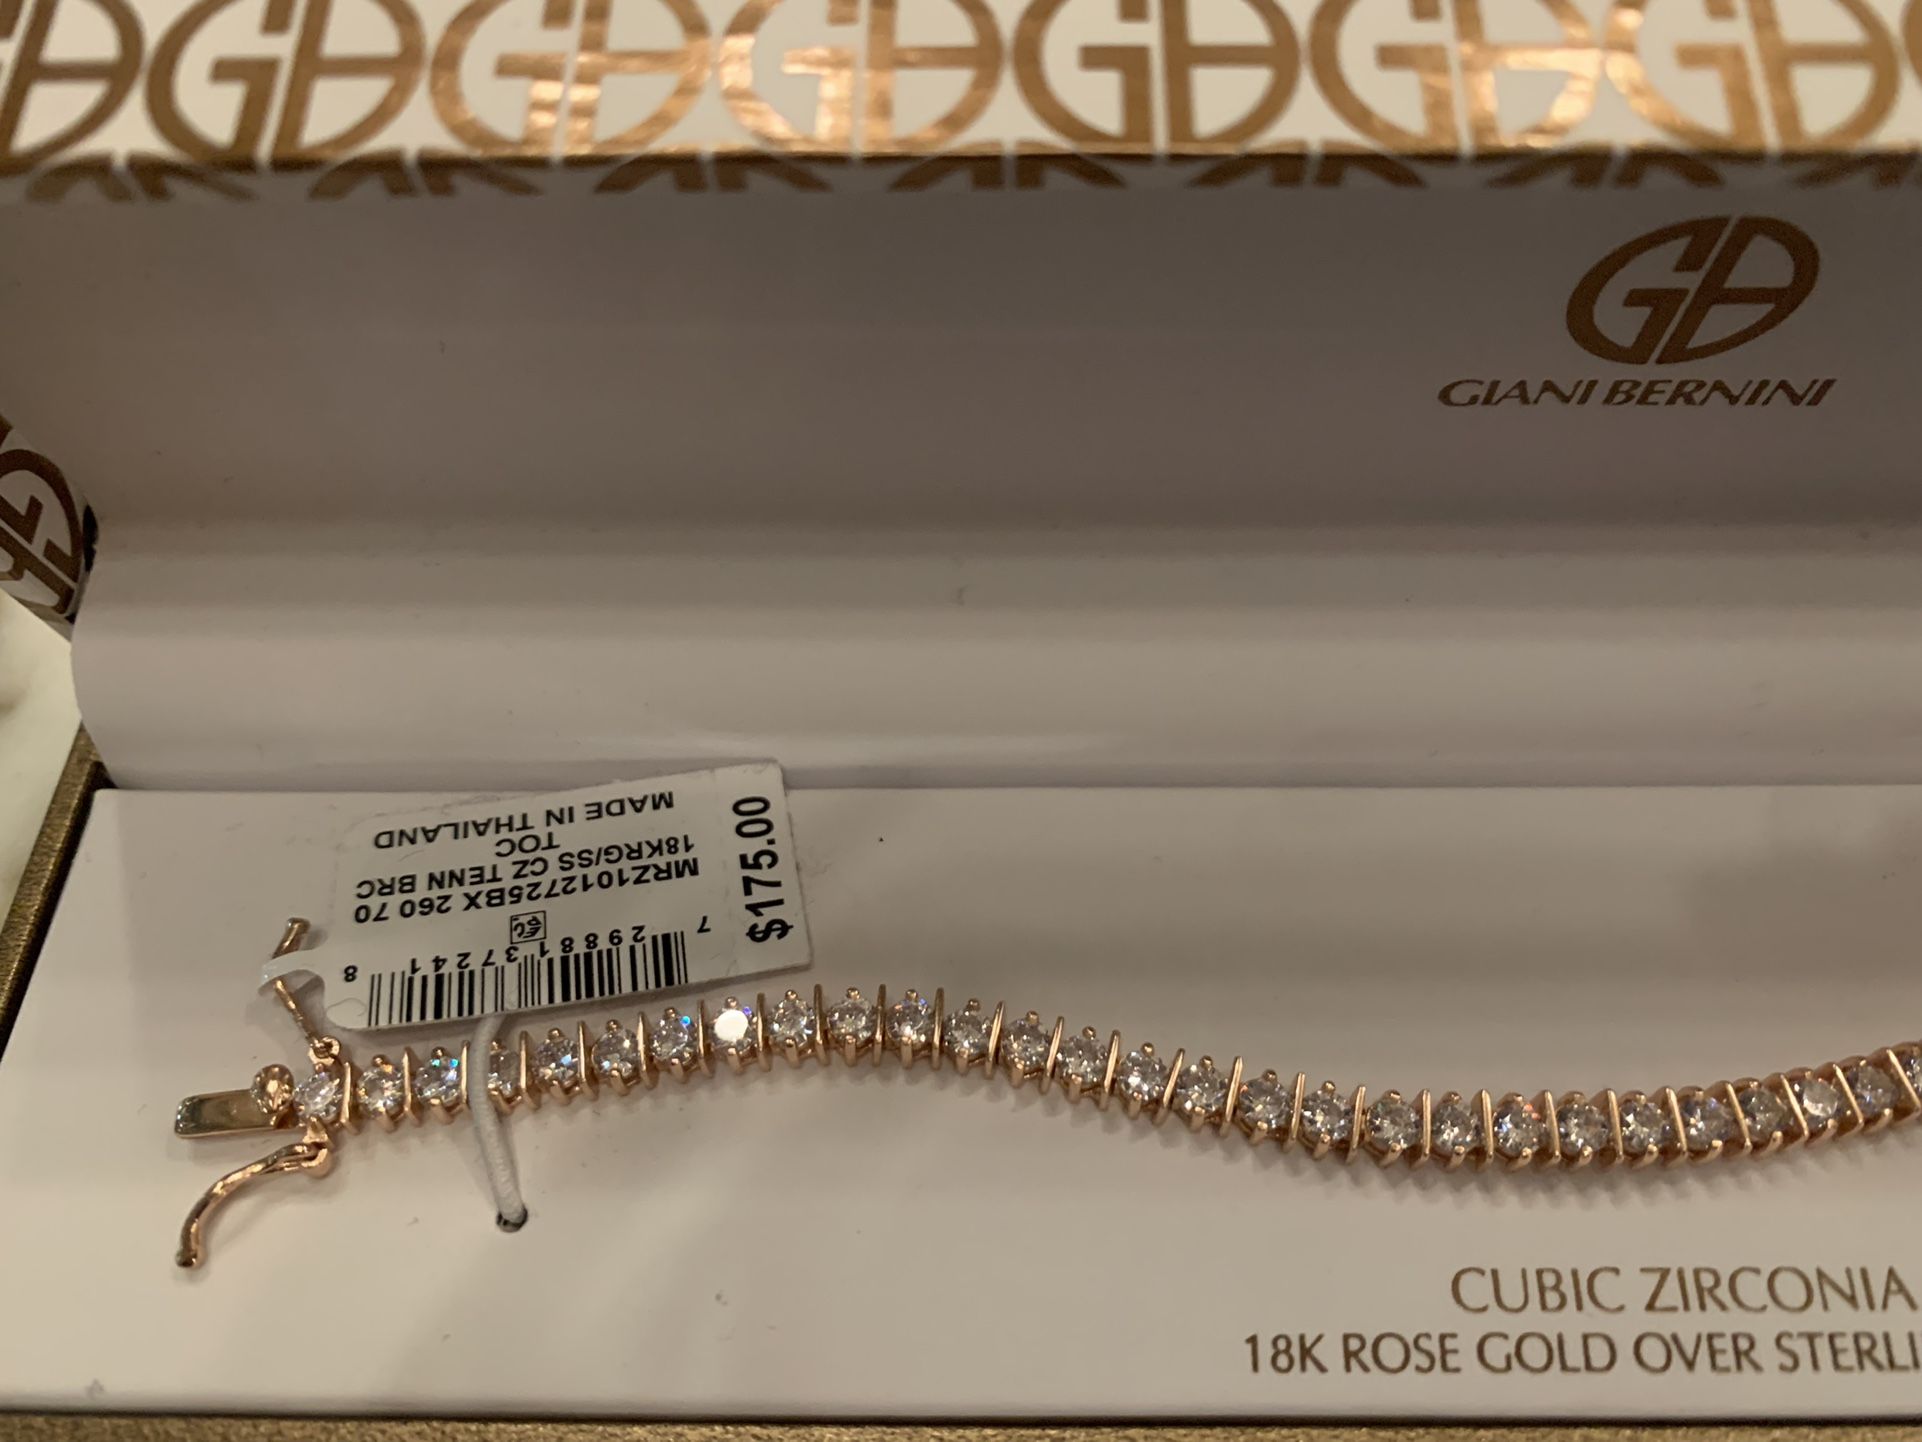 GIANI BERNINI
$175.00
7 29881 37241 8
MRZ1012725BX 260 70
18KRG/SS CZ TENN BRC
TOC
MADE IN THAILAND
CUBIC ZIRCONIA
18K ROSE GOLD OVER STERLI